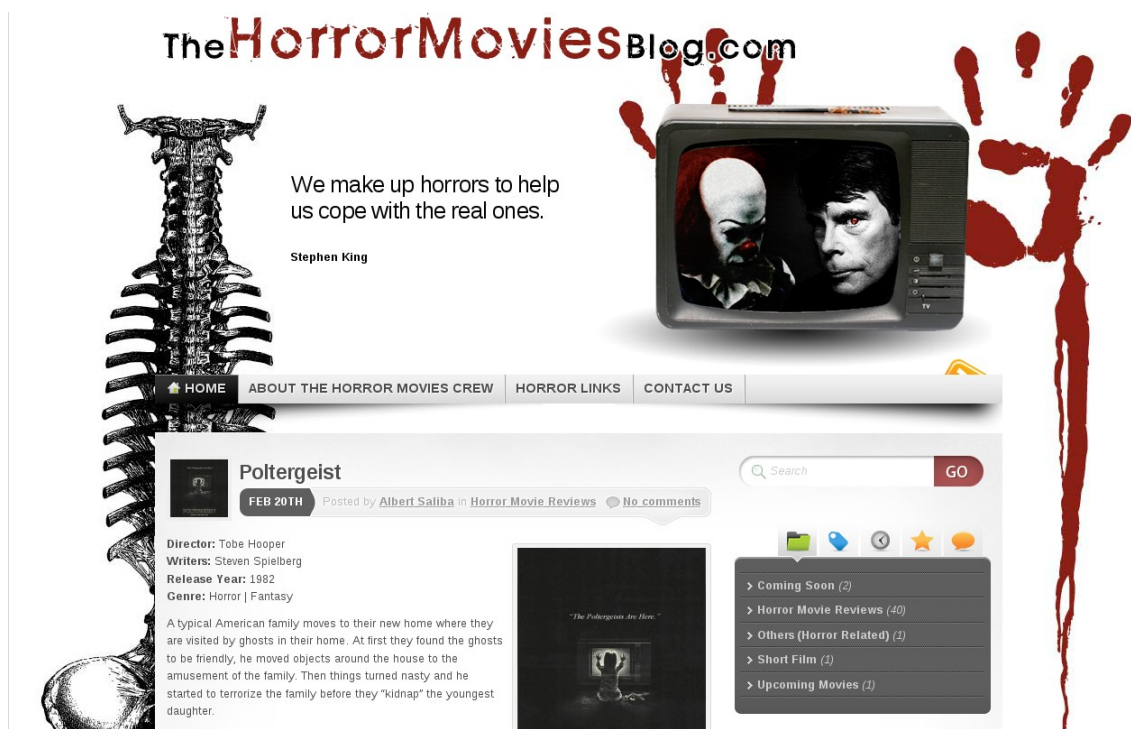 TheHorrorMoviesBlog.com
We make up horrors to help
us cope with the real ones.
Stephen King
TV
HOME
ABOUT THE HORROR MOVIES CREW
HORROR LINKS
CONTACT US
Poltergeist
FEB 20TH Posted by Albert Saliba in Horror Movie Reviews No comments
Search GO
Director: Tobe Hooper
Writers: Steven Spielberg
Release Year: 1982
Genre: Horror | Fantasy
A typical American family moves to their new home where they
are visited by ghosts in their home. At first they found the ghosts
to be friendly, he moved objects around the house to the
amusement of the family. Then things turned nasty and he
started to terrorize the family before they “kidnap” the youngest
daughter.
"The Poltergeists Are Here."
Coming Soon (2)
Horror Movie Reviews (40)
Others (Horror Related) (1)
Short Film (1)
Upcoming Movies (1)